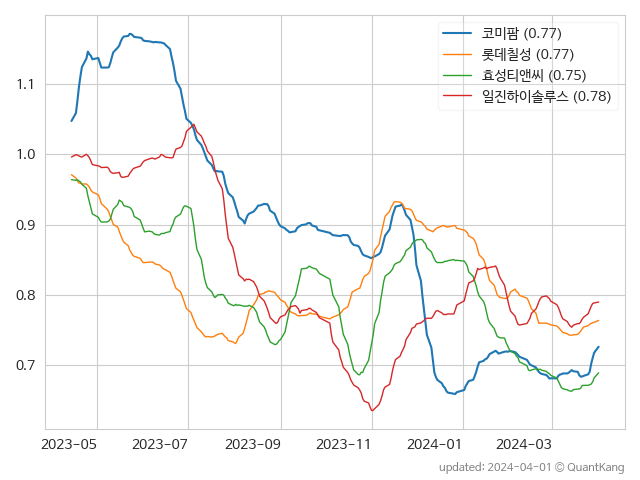 코미팜 (0.77)
롯데칠성 (0.77)
효성티앤씨 (0.75)
일진하이솔루스 (0.78)
1.1
1.0
0.9
0.8
0.7
2023-05 2023-07 2023-09 2023-11 2024-01 2024-03
updated: 2024-04-01 © QuantKang